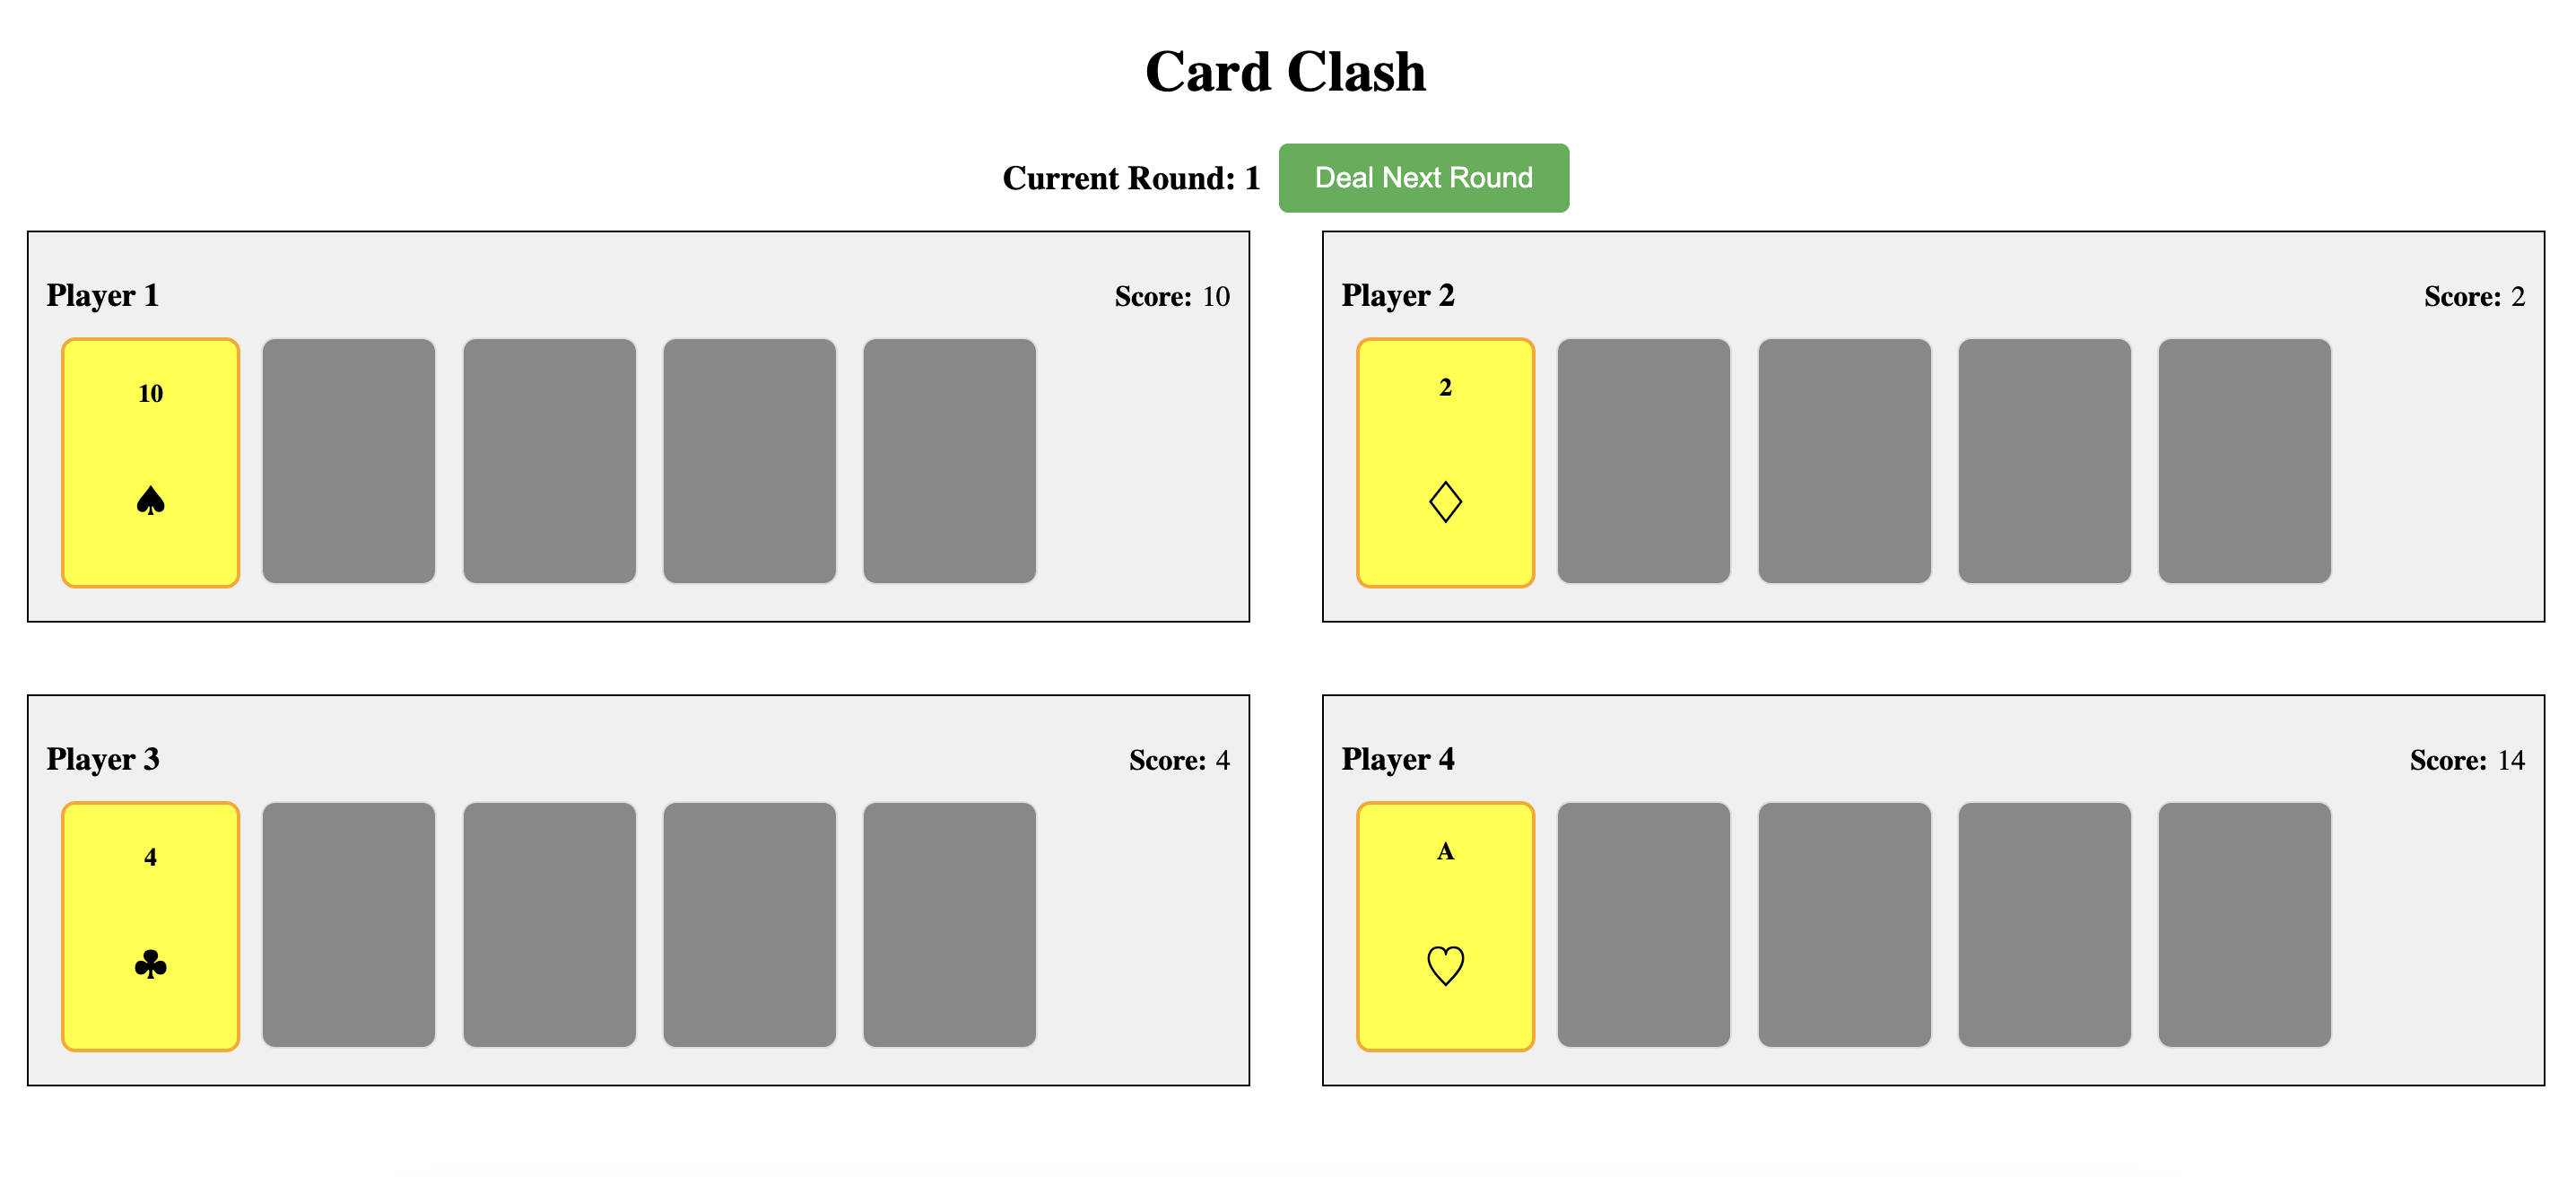 Card Clash
Current Round: 1 Deal Next Round
Player 1 Score: 10
10
♠
Player 2 Score: 2
2
♢
Player 3 Score: 4
4
♣
Player 4 Score: 14
A
♡